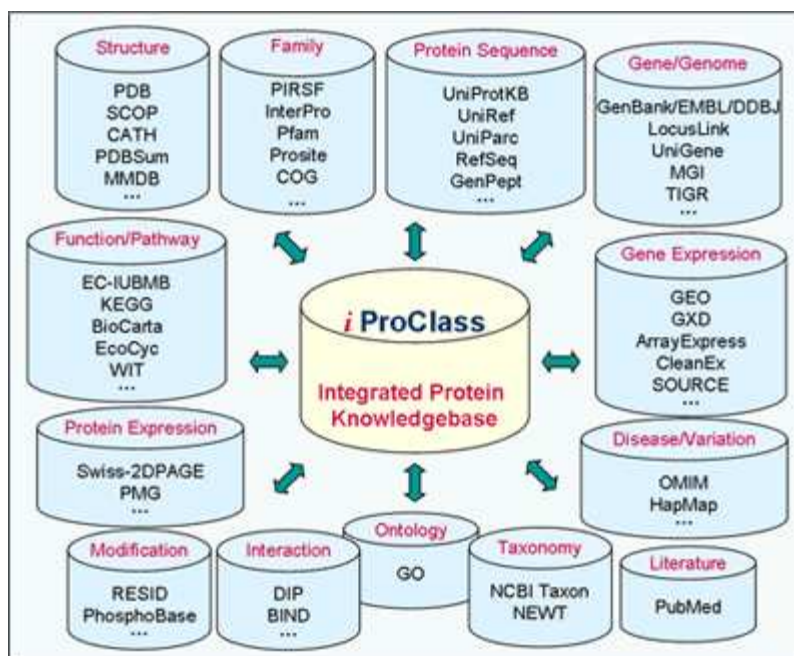 Structure
PDB
SCOP
CATH
PDBSum
MMDB
...
Family
PIRSF
InterPro
Pfam
Prosite
COG
...
Protein Sequence
UniProtKB
UniRef
UniParc
RefSeq
GenPept
...
Gene/Genome
GenBank/EMBL/DDBJ
LocusLink
UniGene
MGI
TIGR
...
Function/Pathway
EC-IUBMB
KEGG
BioCarta
EcoCyc
WIT
...
i ProClass
Integrated Protein
Knowledgebase
Gene Expression
GEO
GXD
ArrayExpress
CleanEx
SOURCE
...
Protein Expression
Swiss-2DPAGE
PMG
...
Disease/Variation
OMIM
HapMap
...
Modification
RESID
PhosphoBase
...
Interaction
DIP
BIND
...
Ontology
GO
Taxonomy
NCBI Taxon
NEWT
Literature
PubMed